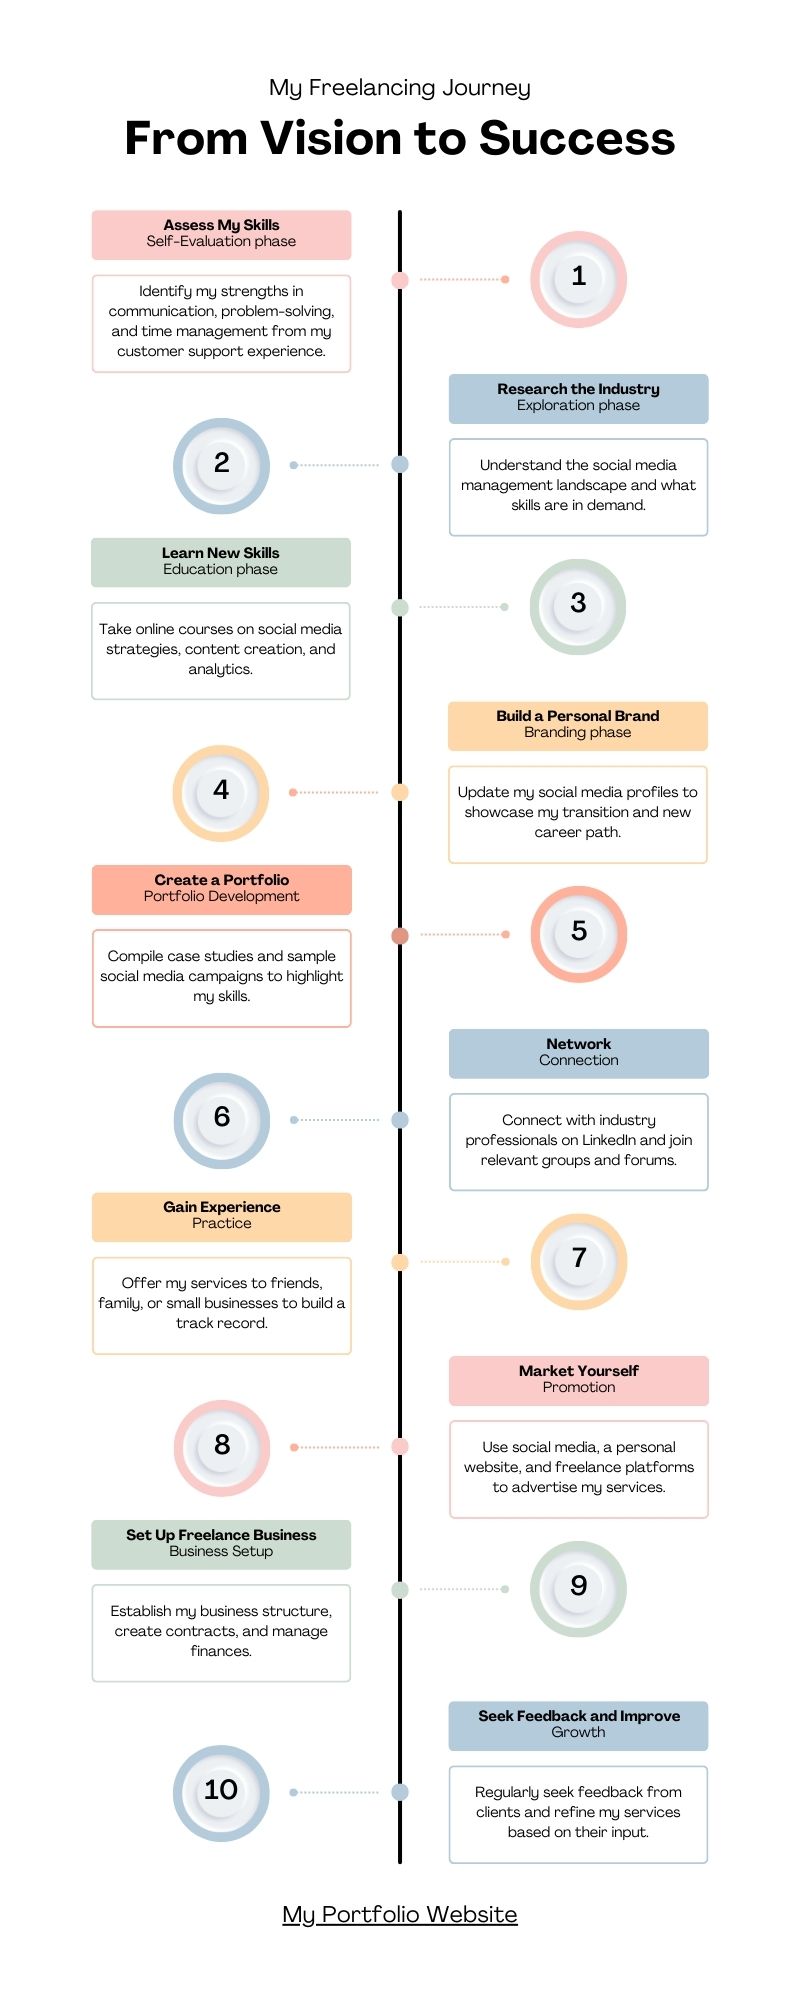 My Freelancing Journey
From Vision to Success
Assess My Skills
Self-Evaluation phase
1
Identify my strengths in
communication, problem-solving,
and time management from my
customer support experience.
Research the Industry
Exploration phase
2
Understand the social media
management landscape and what
skills are in demand.
Learn New Skills
Education phase
3
Take online courses on social media
strategies, content creation, and
analytics.
Build a Personal Brand
Branding phase
4
Update my social media profiles to
showcase my transition and new
career path.
Create a Portfolio
Portfolio Development
5
Compile case studies and sample
social media campaigns to highlight
my skills.
Network
Connection
6
Connect with industry
professionals on LinkedIn and join
relevant groups and forums.
Gain Experience
Practice
7
Offer my services to friends,
family, or small businesses to build a
track record.
Market Yourself
Promotion
8
Use social media, a personal
website, and freelance platforms
to advertise my services.
Set Up Freelance Business
Business Setup
9
Establish my business structure,
create contracts, and manage
finances.
Seek Feedback and Improve
Growth
10
Regularly seek feedback from
clients and refine my services
based on their input.
My Portfolio Website